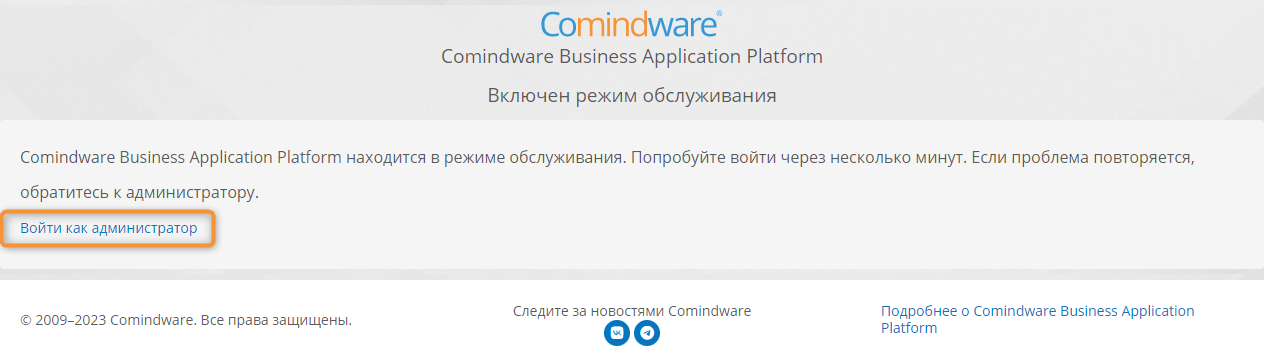 Comindware®
Comindware Business Application Platform
Включен режим обслуживания
Comindware Business Application Platform находится в режиме обслуживания. Попробуйте войти через несколько минут. Если проблема повторяется,
обратитесь к администратору.
Войти как администратор
© 2009–2023 Comindware. Все права защищены.
Следите за новостями Comindware
Подробнее о Comindware Business Application
Platform